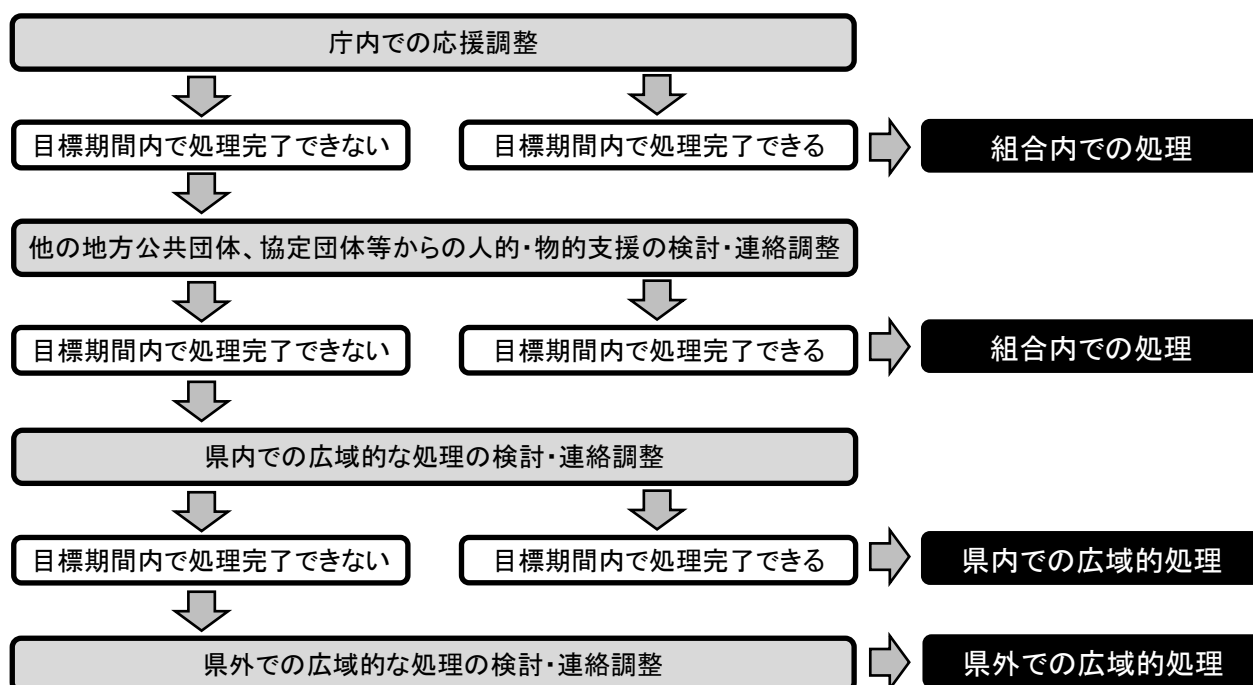 庁内での応援調整
目標期間内で処理完了できない
目標期間内で処理完了できる
組合内での処理
他の地方公共団体、協定団体等からの人的・物的支援の検討・連絡調整
目標期間内で処理完了できない
目標期間内で処理完了できる
組合内での処理
県内での広域的な処理の検討・連絡調整
目標期間内で処理完了できない
目標期間内で処理完了できる
県内での広域的処理
県外での広域的な処理の検討・連絡調整
県外での広域的処理